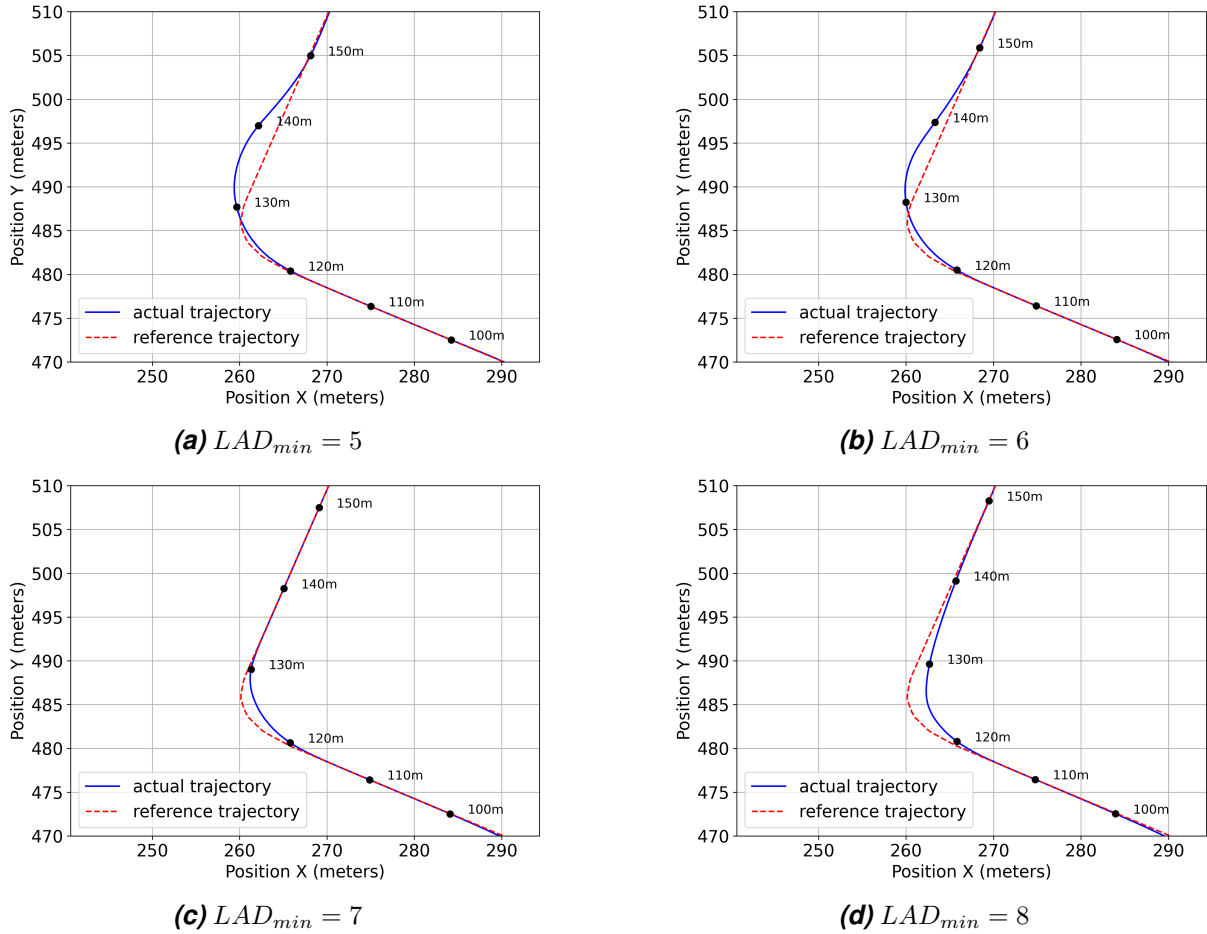 510
505
500
495
490
485
480
475
470
Position Y (meters)
150m
140m
130m
120m
110m
100m
actual trajectory
reference trajectory
250 260 270 280 290
Position X (meters)
(a) LAD_min = 5
510
505
500
495
490
485
480
475
470
Position Y (meters)
150m
140m
130m
120m
110m
100m
actual trajectory
reference trajectory
250 260 270 280 290
Position X (meters)
(b) LAD_min = 6
510
505
500
495
490
485
480
475
470
Position Y (meters)
150m
140m
130m
120m
110m
100m
actual trajectory
reference trajectory
250 260 270 280 290
Position X (meters)
(c) LAD_min = 7
510
505
500
495
490
485
480
475
470
Position Y (meters)
150m
140m
130m
120m
110m
100m
actual trajectory
reference trajectory
250 260 270 280 290
Position X (meters)
(d) LAD_min = 8